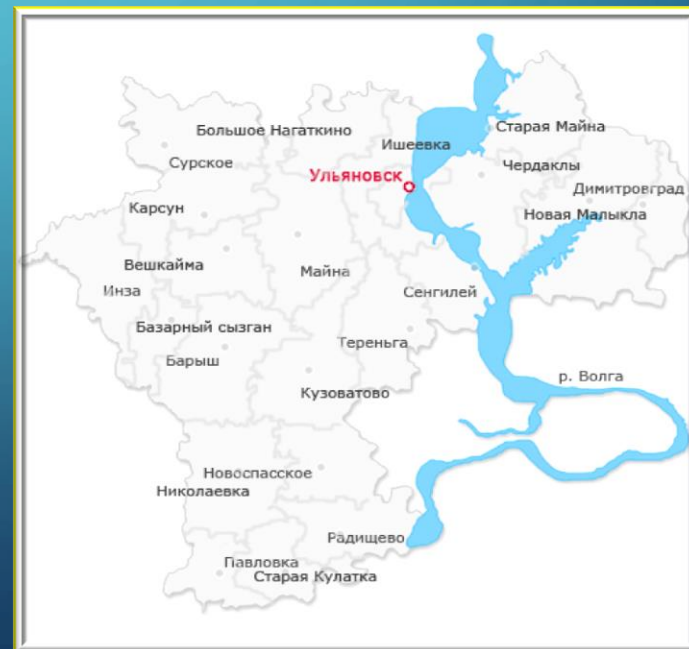 Большое Нагаткино
Старая Майна
Ишеевка
Сурское
Чердаклы
Ульяновск
Димитровград
Карсун
Новая Малыкла
Вешкайма
Майна
Инза
Сенгилей
Базарный сызган
Тереньга
Барыш
р. Волга
Кузоватово
Новоспасское
Николаевка
Радищево
Павловка
Старая Кулатка